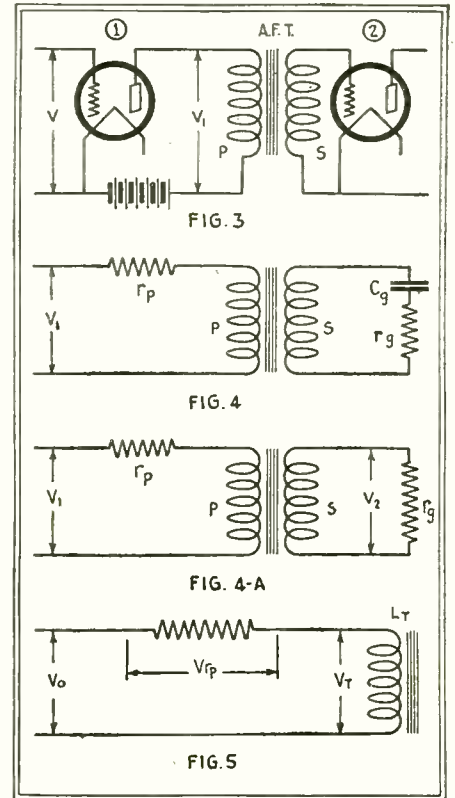 ① A.F.T. ②
V V₁ P S
FIG. 3
V₁ rp P S Cg rg
FIG. 4
V₁ rp P S V₂ rg
FIG. 4-A
V₀ Vrp VT LT
FIG. 5